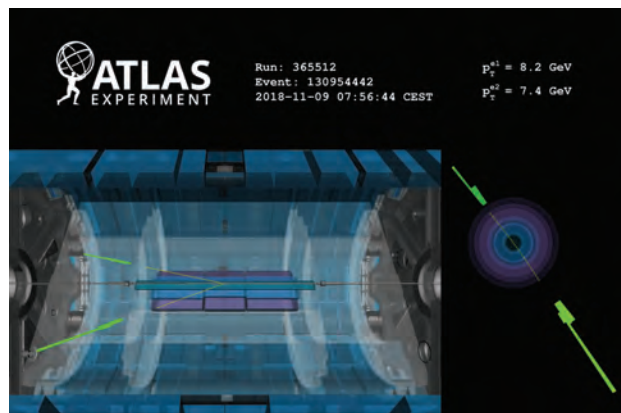 ATLAS
EXPERIMENT
Run: 365512
Event: 130954442
2018-11-09 07:56:44 CEST
p_T^e1 = 8.2 GeV
p_T^e2 = 7.4 GeV